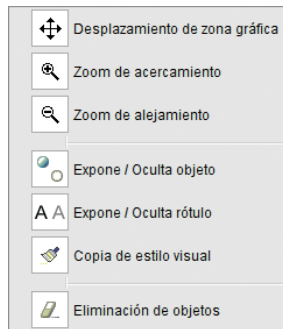 Desplazamiento de zona gráfica
Zoom de acercamiento
Zoom de alejamiento
Expone / Oculta objeto
A A Expone / Oculta rótulo
Copia de estilo visual
Eliminación de objetos